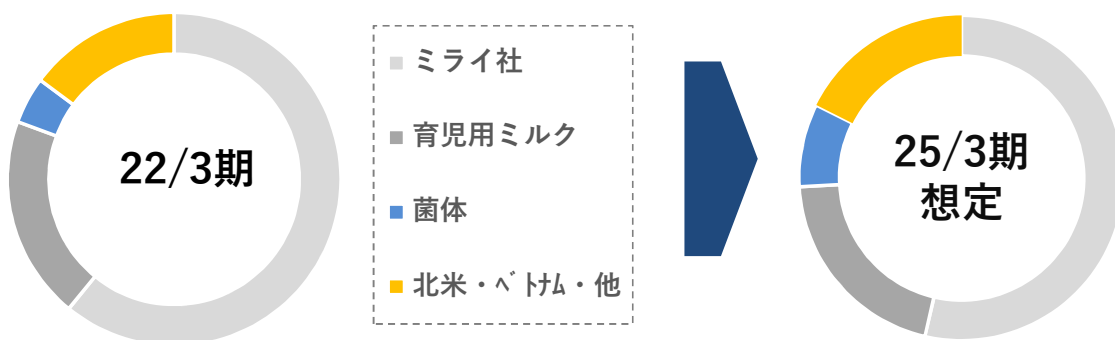 22/3期
ミライ社
育児用ミルク
菌体
北米・ﾍﾞﾄﾅﾑ・他
25/3期
想定